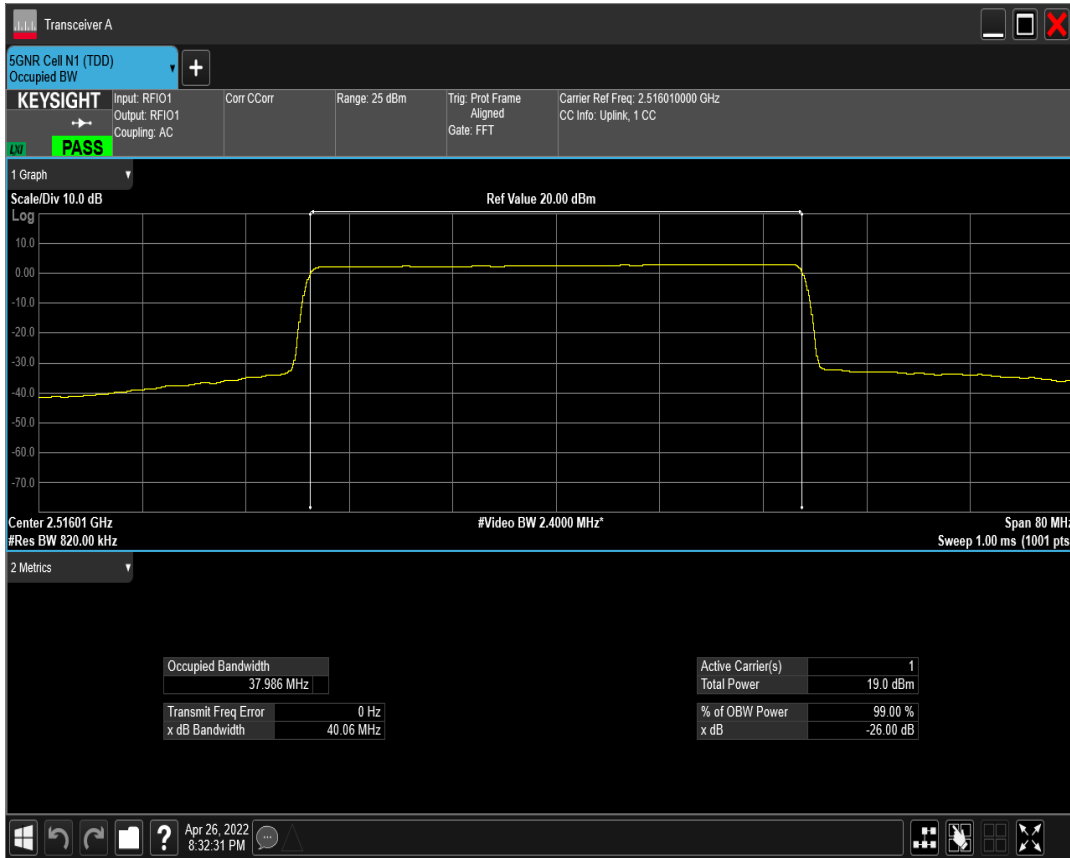 Transceiver A
5GNR Cell N1 (TDD)
Occupied BW
+
KEYSIGHT
LXI
PASS
Input: RFIO1
Output: RFIO1
Coupling: AC
Corr CCorr
Range: 25 dBm
Trig: Prot Frame
Aligned
Gate: FFT
Carrier Ref Freq: 2.516010000 GHz
CC Info: Uplink, 1 CC
1 Graph
Scale/Div 10.0 dB
Ref Value 20.00 dBm
Log
10.0
0.00
-10.0
-20.0
-30.0
-40.0
-50.0
-60.0
-70.0
Center 2.51601 GHz
#Video BW 2.4000 MHz*
Span 80 MHz
#Res BW 820.00 kHz
Sweep 1.00 ms (1001 pts
2 Metrics
Occupied Bandwidth
37.986 MHz
Transmit Freq Error 0 Hz
x dB Bandwidth 40.06 MHz
Active Carrier(s) 1
Total Power 19.0 dBm
% of OBW Power 99.00 %
x dB -26.00 dB
?
Apr 26, 2022
8:32:31 PM